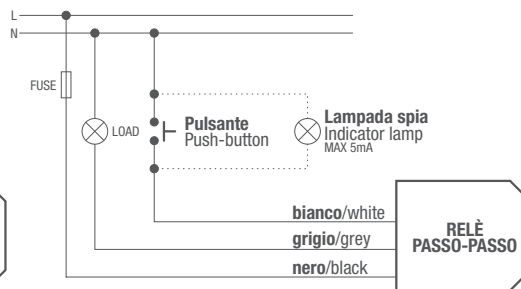 L
N
FUSE
LOAD
Pulsante
Push-button
Lampada spia
Indicator lamp
MAX 5mA
bianco/white
grigio/grey
nero/black
RELÈ
PASSO-PASSO